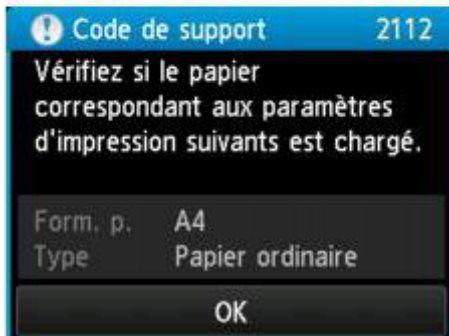 Code de support 2112
Vérifiez si le papier
correspondant aux paramètres
d'impression suivants est chargé.
Form. p. A4
Type Papier ordinaire
OK